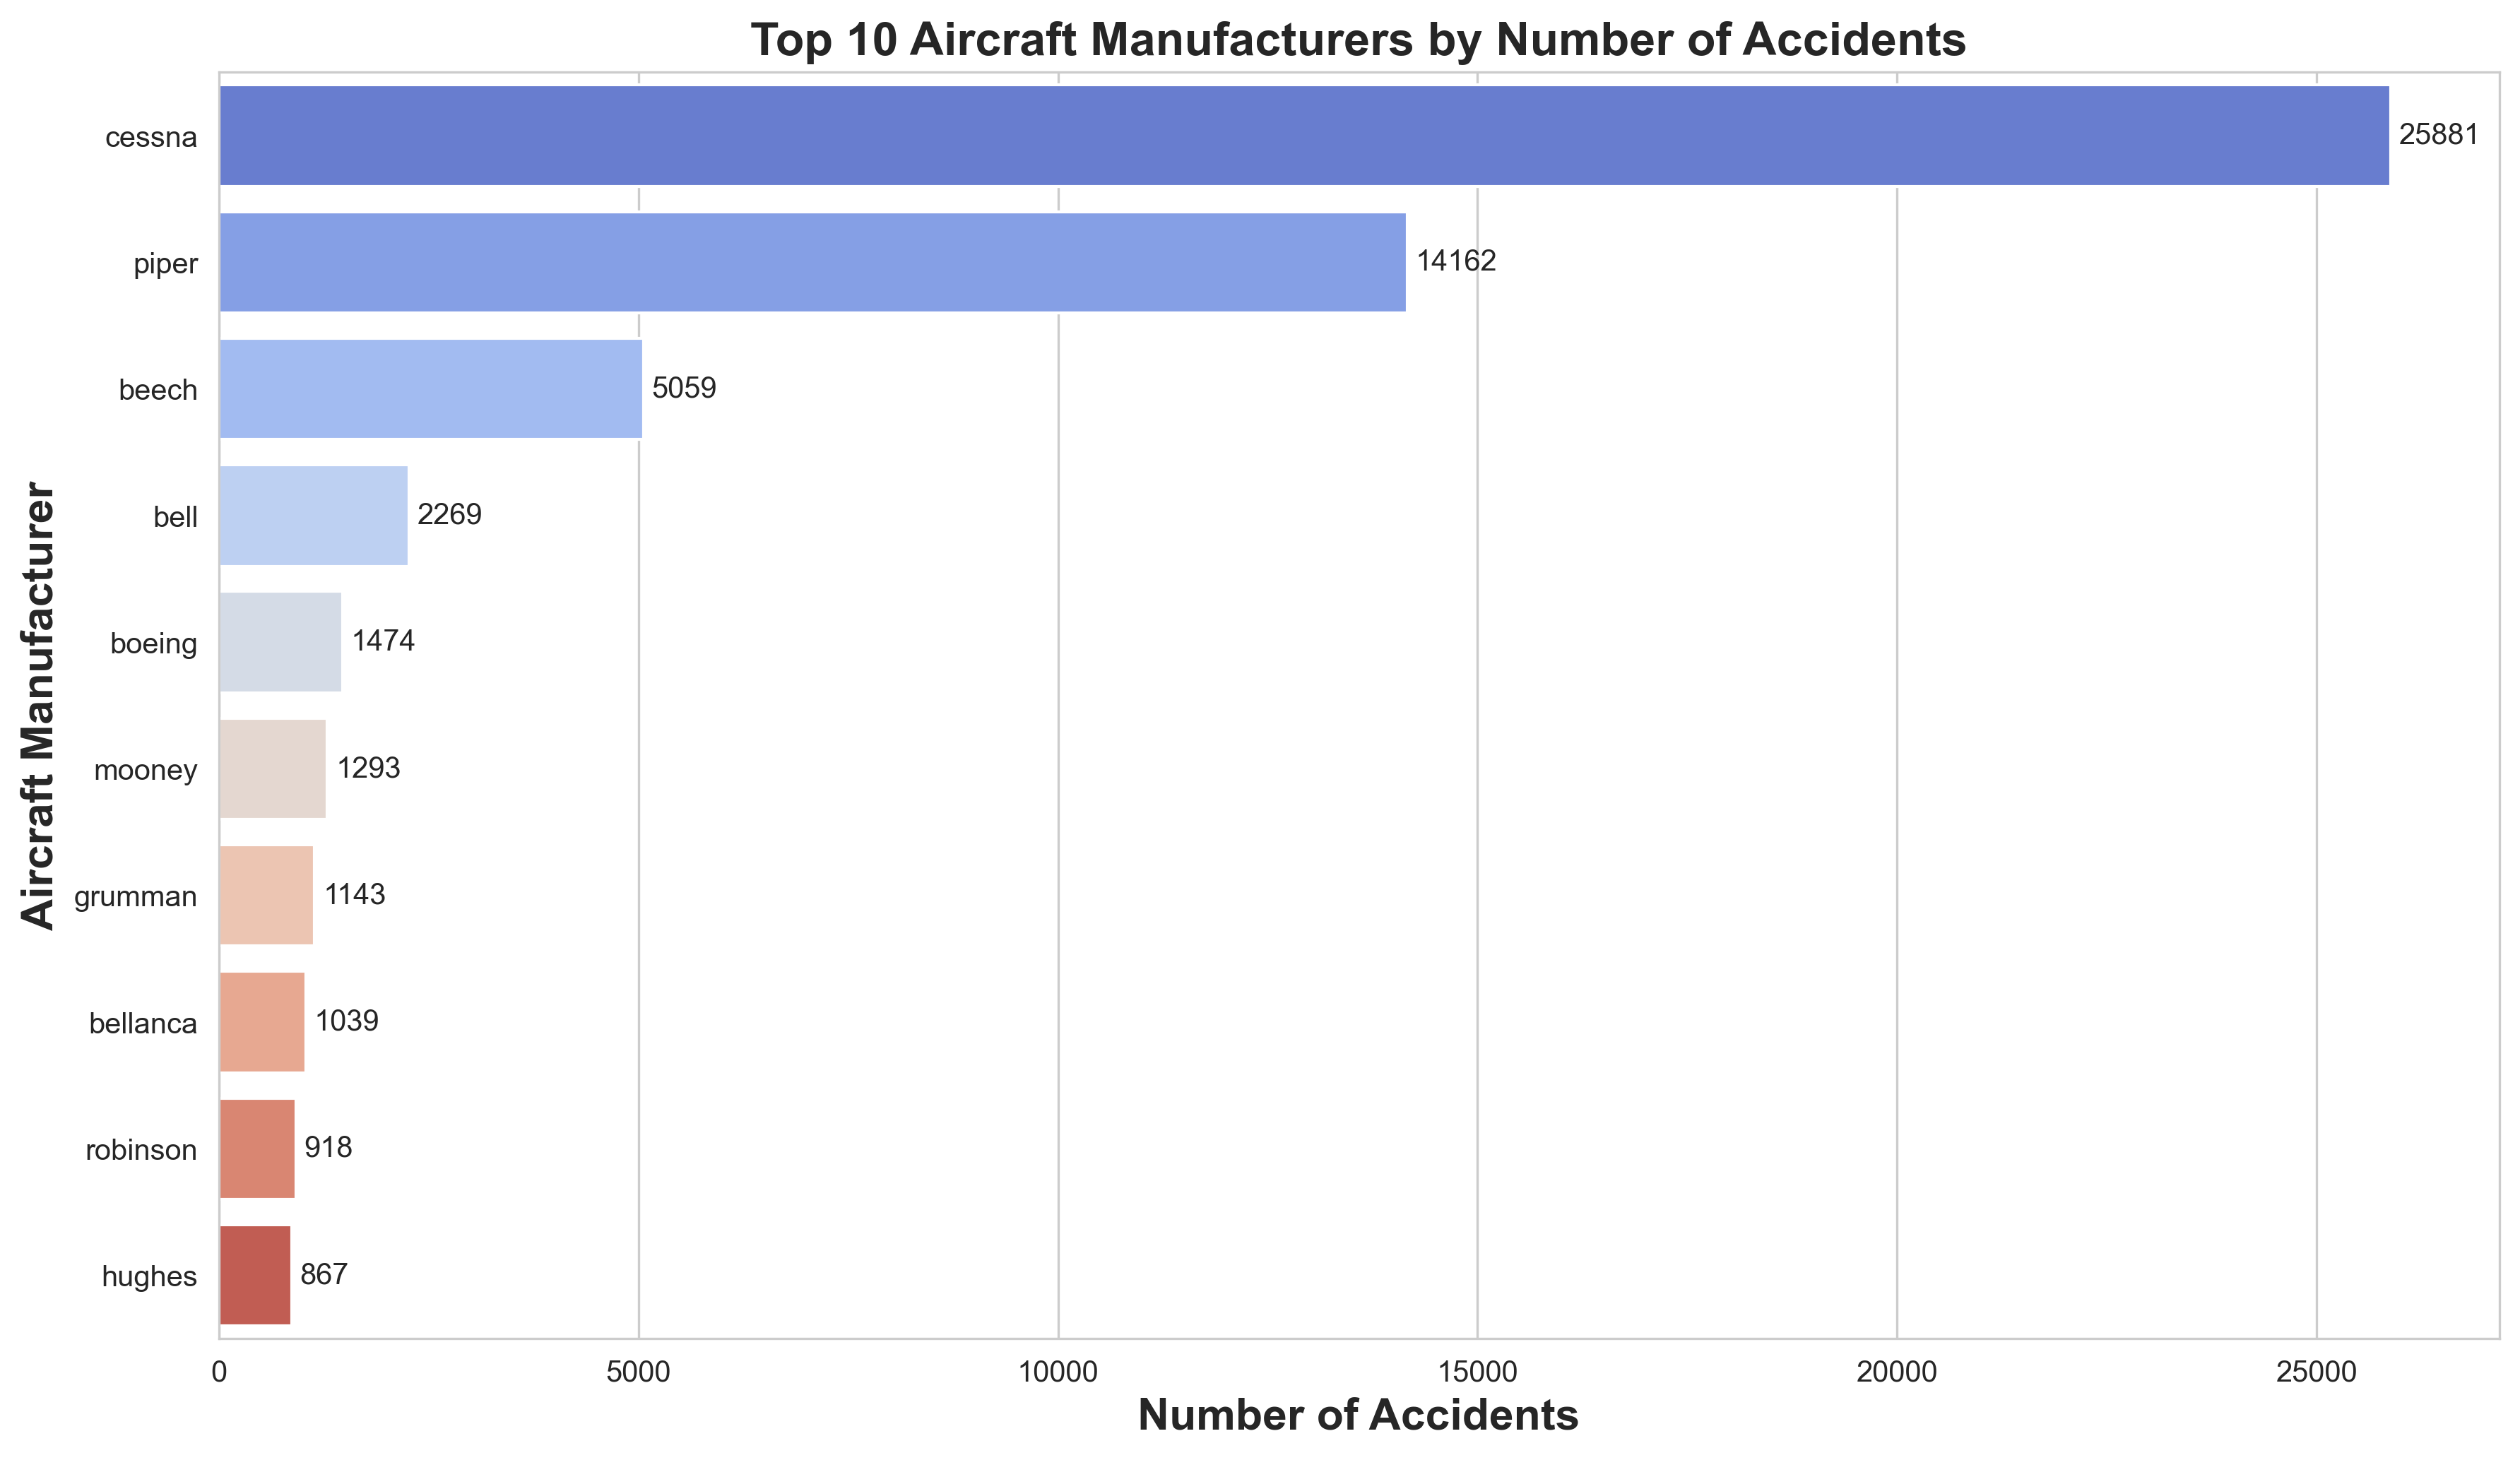 Top 10 Aircraft Manufacturers by Number of Accidents
Aircraft Manufacturer
cessna 25881
piper 14162
beech 5059
bell 2269
boeing 1474
mooney 1293
grumman 1143
bellanca 1039
robinson 918
hughes 867
0 5000 10000 15000 20000 25000
Number of Accidents